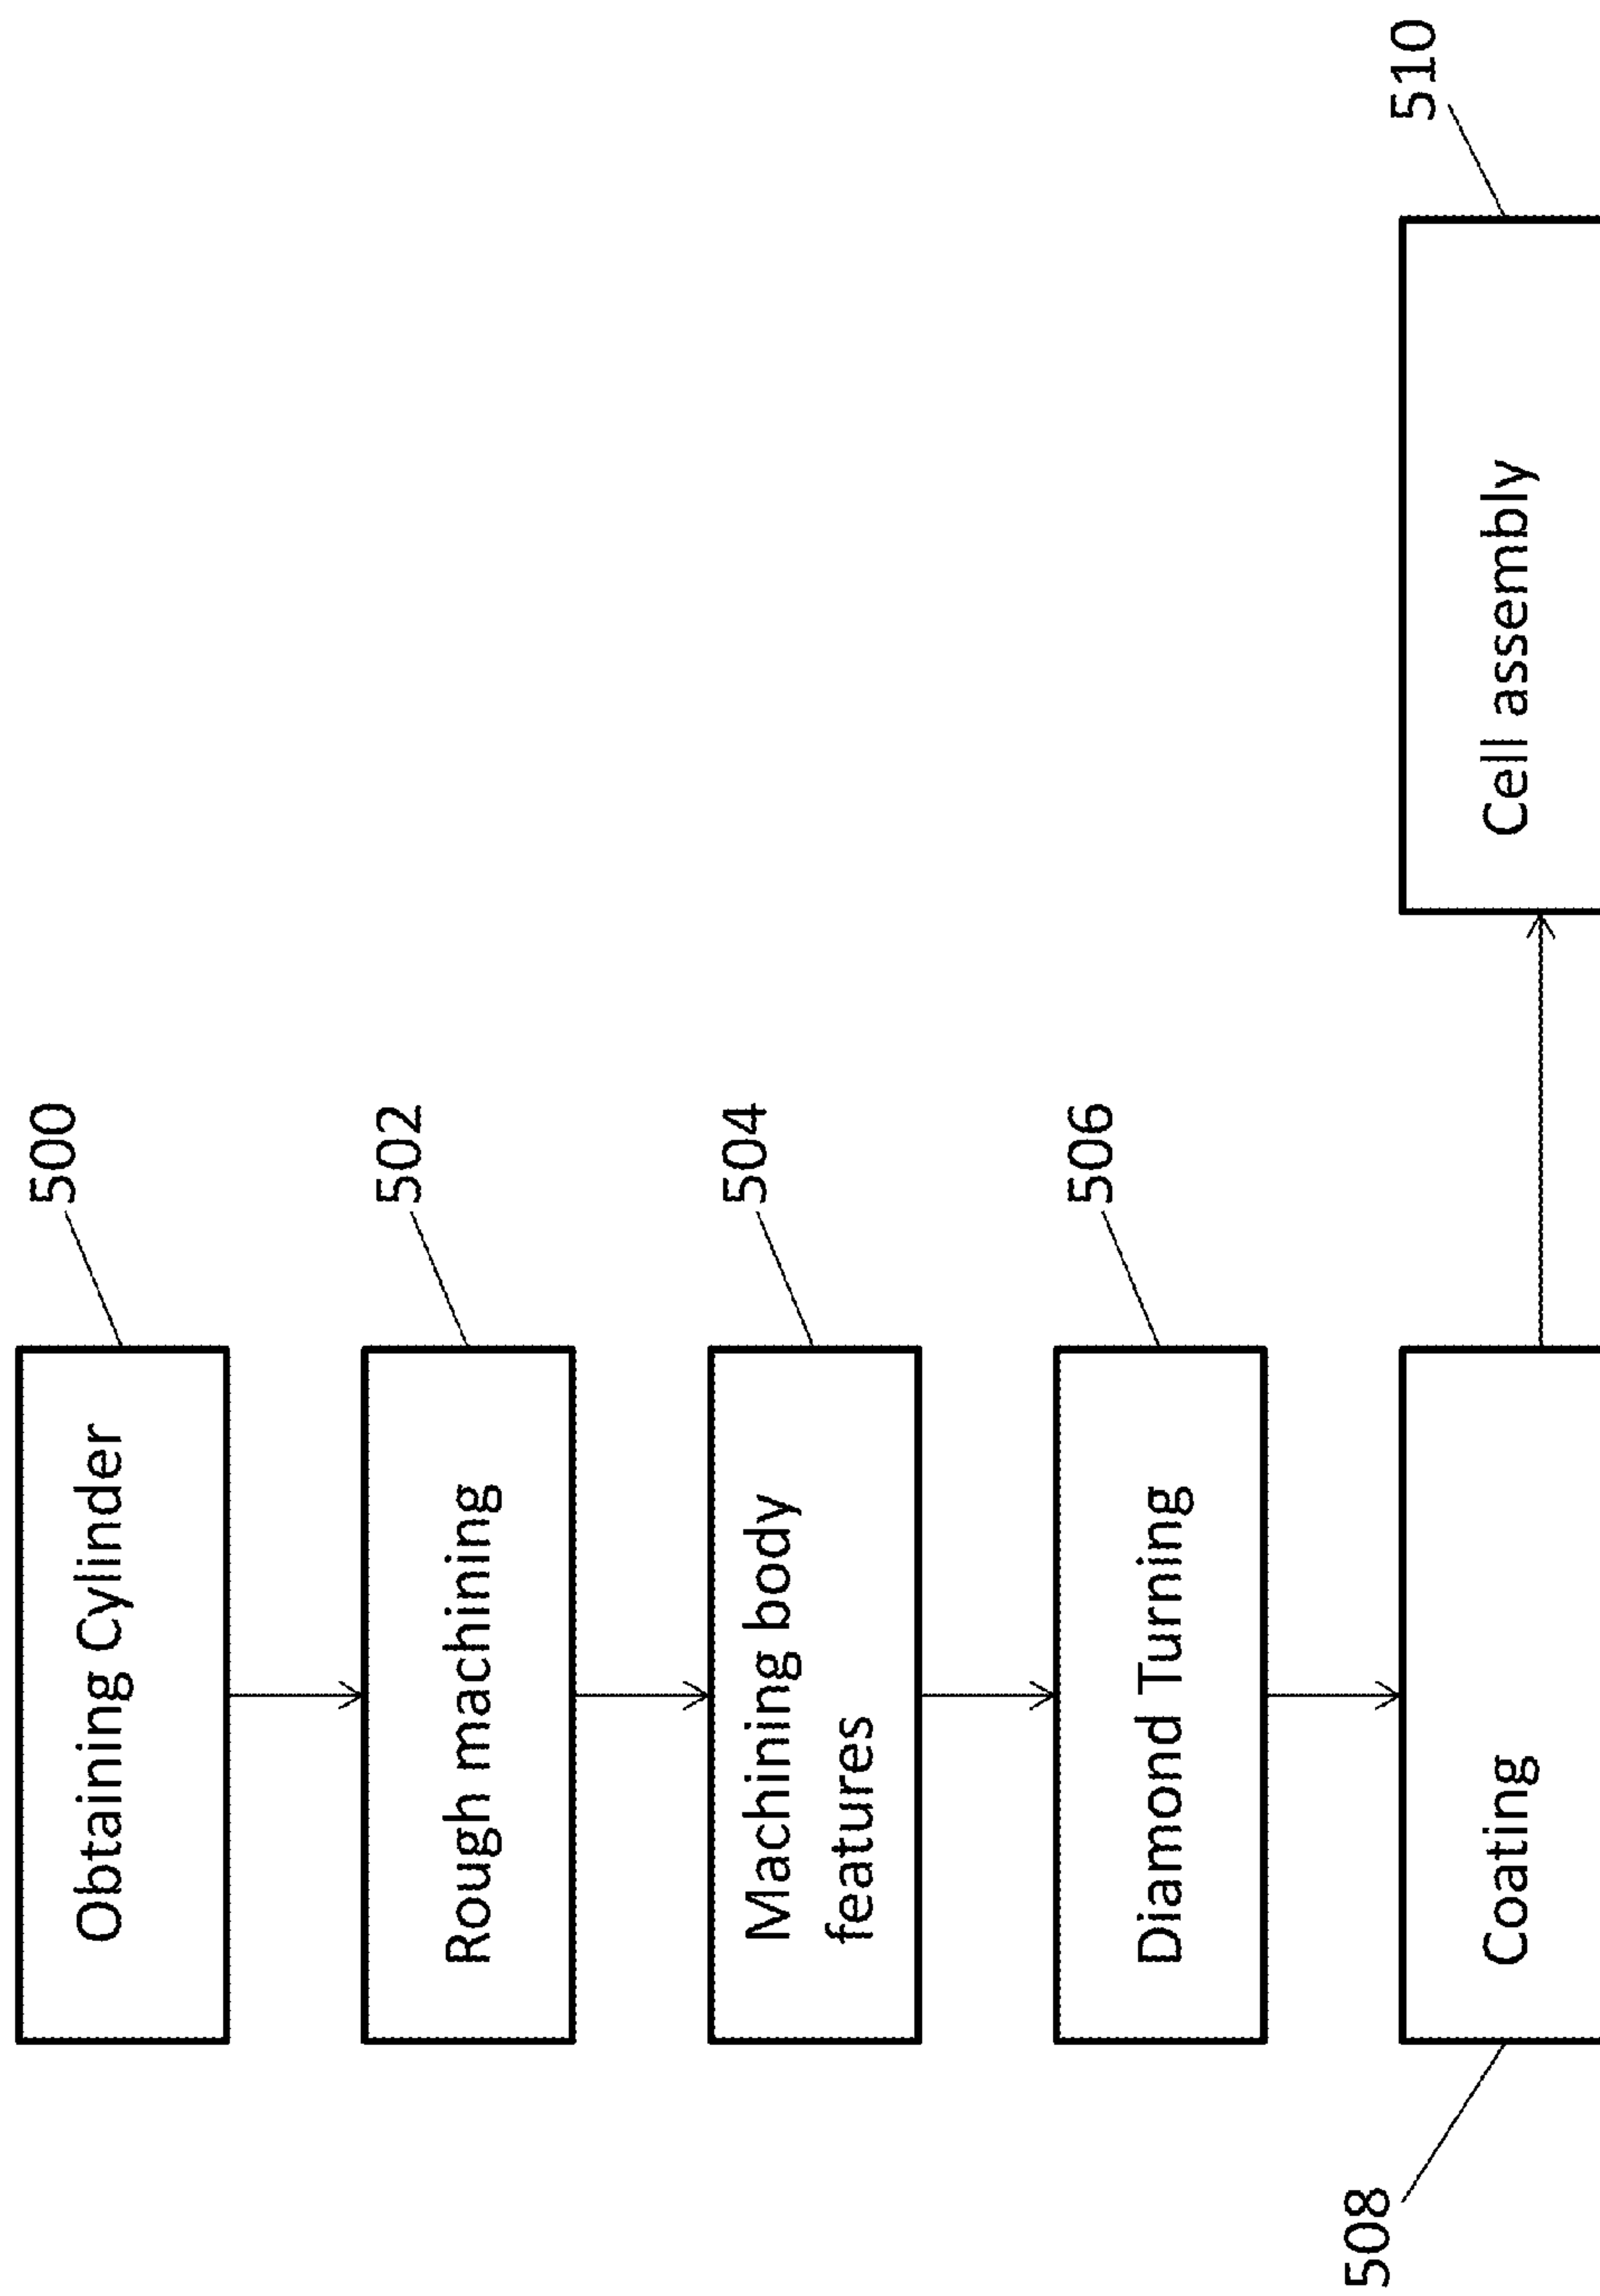 500
Obtaining Cylinder
502
Rough machining
504
Machining body
features
506
Diamond Turning
508
Coating
510
Cell assembly